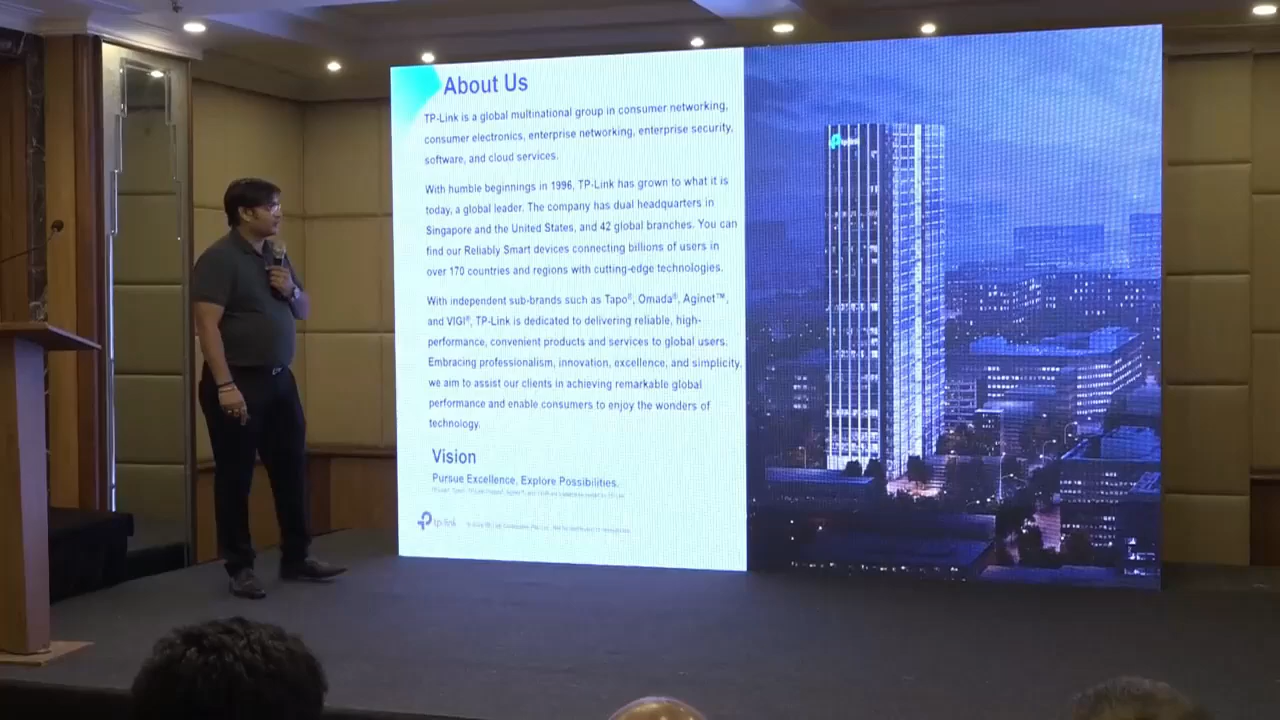 About Us
TP-Link is a global multinational group in consumer networking,
consumer electronics, enterprise networking, enterprise security,
software, and cloud services.
With humble beginnings in 1996, TP-Link has grown to what it is
today, a global leader. The company has dual headquarters in
Singapore and the United States, and 42 global branches. You can
find our Reliably Smart devices connecting billions of users in
over 170 countries and regions with cutting-edge technologies.
With independent sub-brands such as Tapo®, Omada®, Aginet™,
and VIGI®, TP-Link is dedicated to delivering reliable, high-
performance, convenient products and services to global users.
Embracing professionalism, innovation, excellence, and simplicity,
we aim to assist our clients in achieving remarkable global
performance and enable consumers to enjoy the wonders of
technology.
Vision
Pursue Excellence, Explore Possibilities.
tp-link